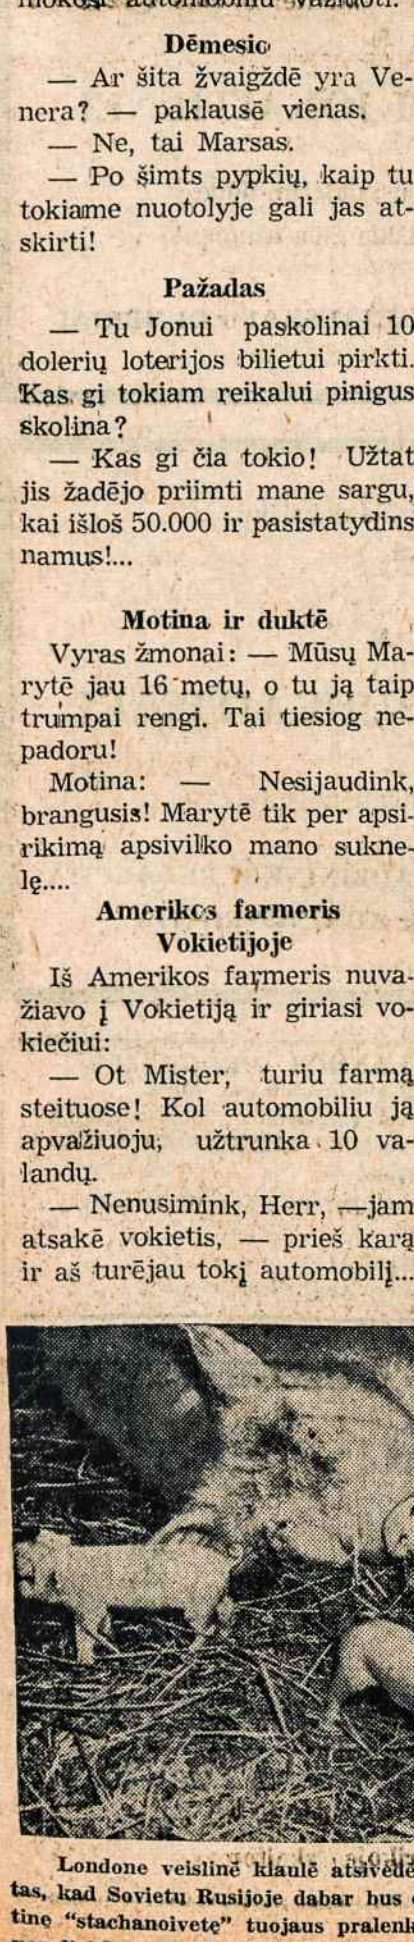 automobiliu važiuoti.
Dėmesio
— Ar šita žvaigždė yra Ve-
nera? — paklausė vienas.
— Ne, tai Marsas.
— Po šimts pypkių, kaip tu
tokiame nuotolyje gali jas at-
skirti!
Pažadas
— Tu Jonui paskolinai 10
dolerių loterijos bilietui pirkti.
Kas gi tokiam reikalui pinigus
skolina?
— Kas gi čia tokio! Užtat
jis žadėjo priimti mane sargu,
kai išloš 50.000 ir pasistatydins
namus!...
Motina ir duktė
Vyras žmonai: — Mūsų Ma-
rytė jau 16 metų, o tu ją taip
trumpai rengi. Tai tiesiog ne-
padoru!
Motina: — Nesijaudink,
brangusis! Marytė tik per apsi-
rikimą apsivilko mano sukne-
lę....
Amerikos farmeris
Vokietijoje
Iš Amerikos farmeris nuva-
žiavo į Vokietiją ir giriasi vo-
kiečiui:
— Ot Mister, turiu farmą
steituose! Kol automobiliu ją
apvažiuoju, užtrunka 10 va-
landų.
— Nenusimink, Herr, —jam
atsakė vokietis, — prieš karą
ir aš turėjau tokį automobilį...
Londone veislinė kiaulė atsivedė
tas, kad Sovietų Rusijoje dabar bus
tinę “stachanoivetę” tuojaus pralenk